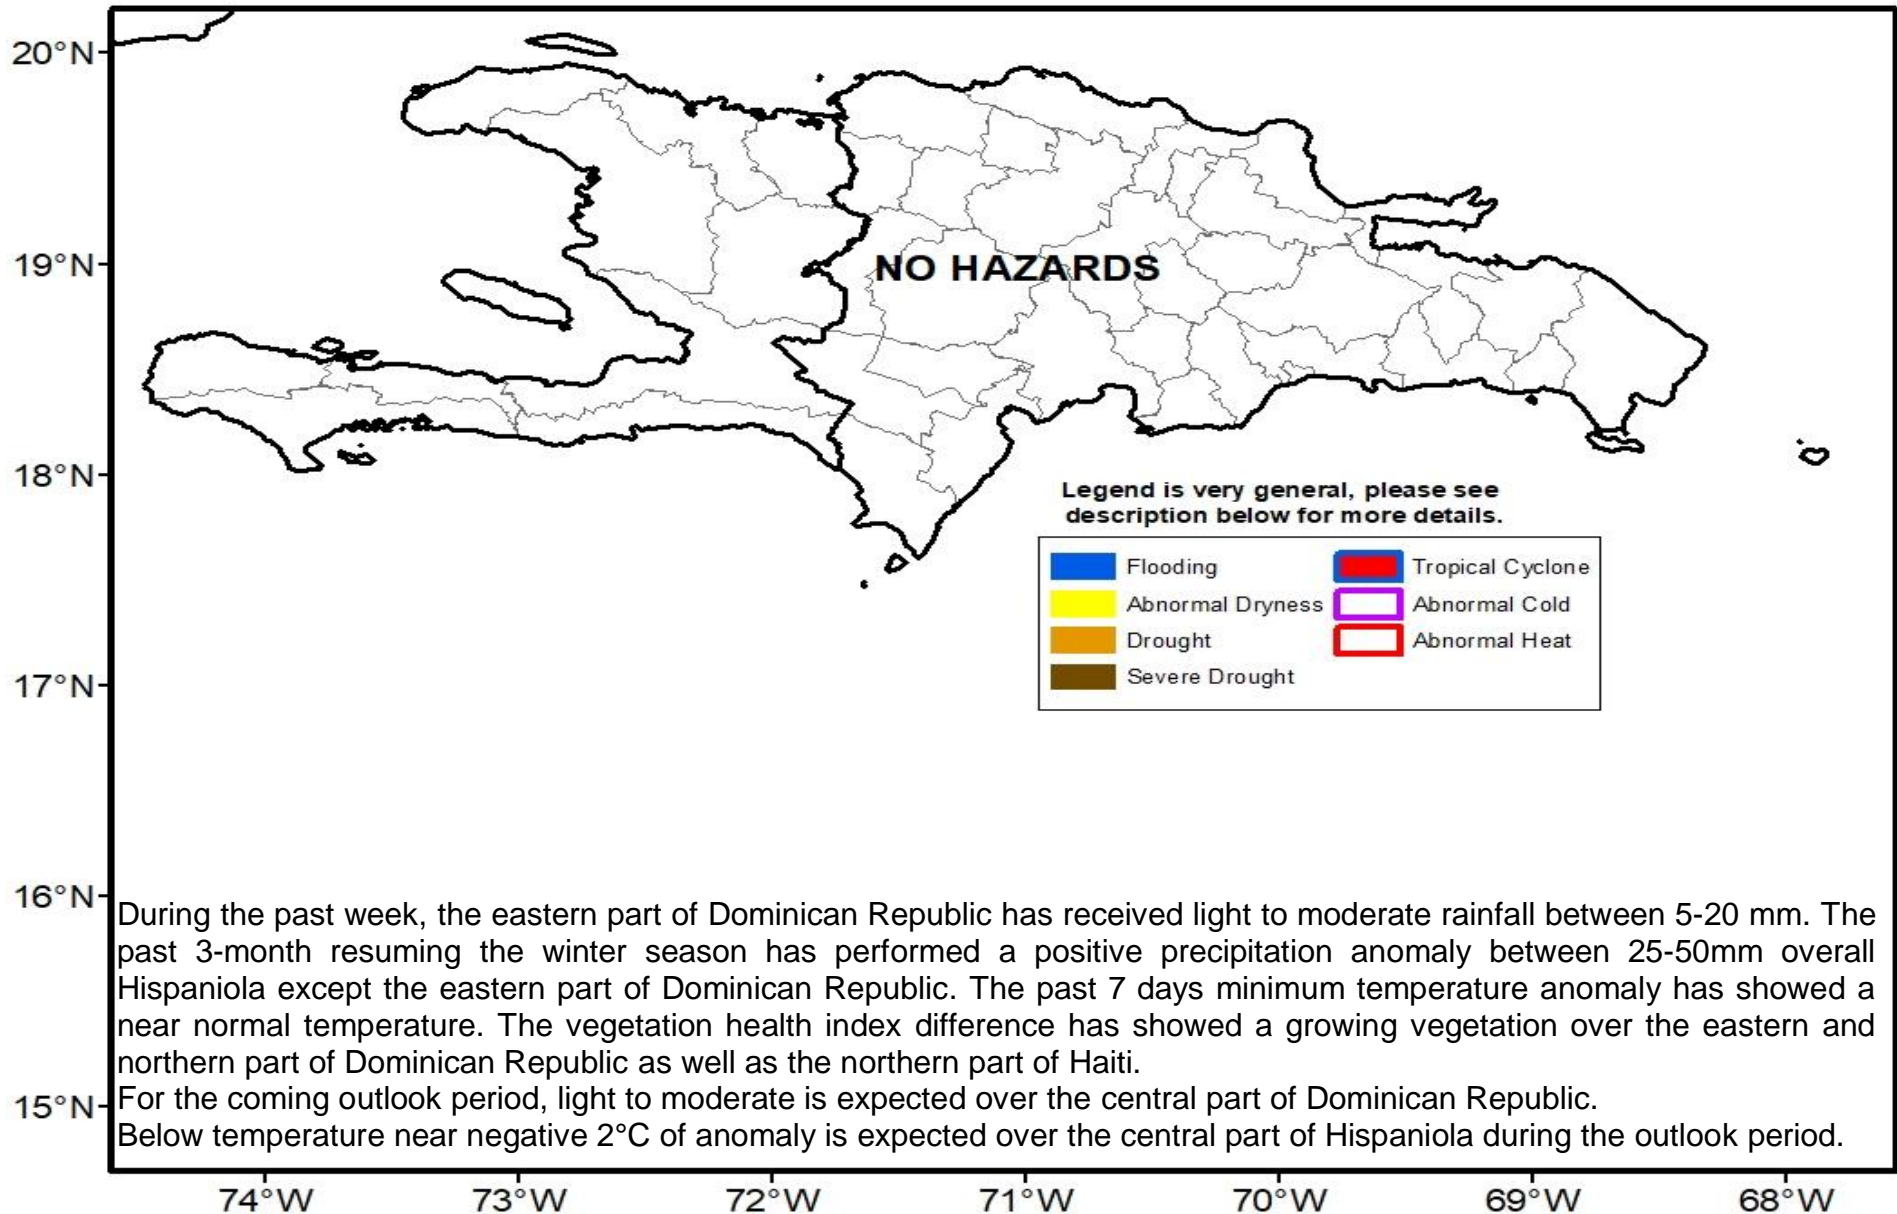 20°N
19°N
18°N
17°N
16°N
15°N
NO HAZARDS
Legend is very general, please see
description below for more details.
Flooding
Abnormal Dryness
Drought
Severe Drought
Tropical Cyclone
Abnormal Cold
Abnormal Heat
During the past week, the eastern part of Dominican Republic has received light to moderate rainfall between 5-20 mm. The
past 3-month resuming the winter season has performed a positive precipitation anomaly between 25-50mm overall
Hispaniola except the eastern part of Dominican Republic. The past 7 days minimum temperature anomaly has showed a
near normal temperature. The vegetation health index difference has showed a growing vegetation over the eastern and
northern part of Dominican Republic as well as the northern part of Haiti.
For the coming outlook period, light to moderate is expected over the central part of Dominican Republic.
Below temperature near negative 2°C of anomaly is expected over the central part of Hispaniola during the outlook period.
74°W
73°W
72°W
71°W
70°W
69°W
68°W